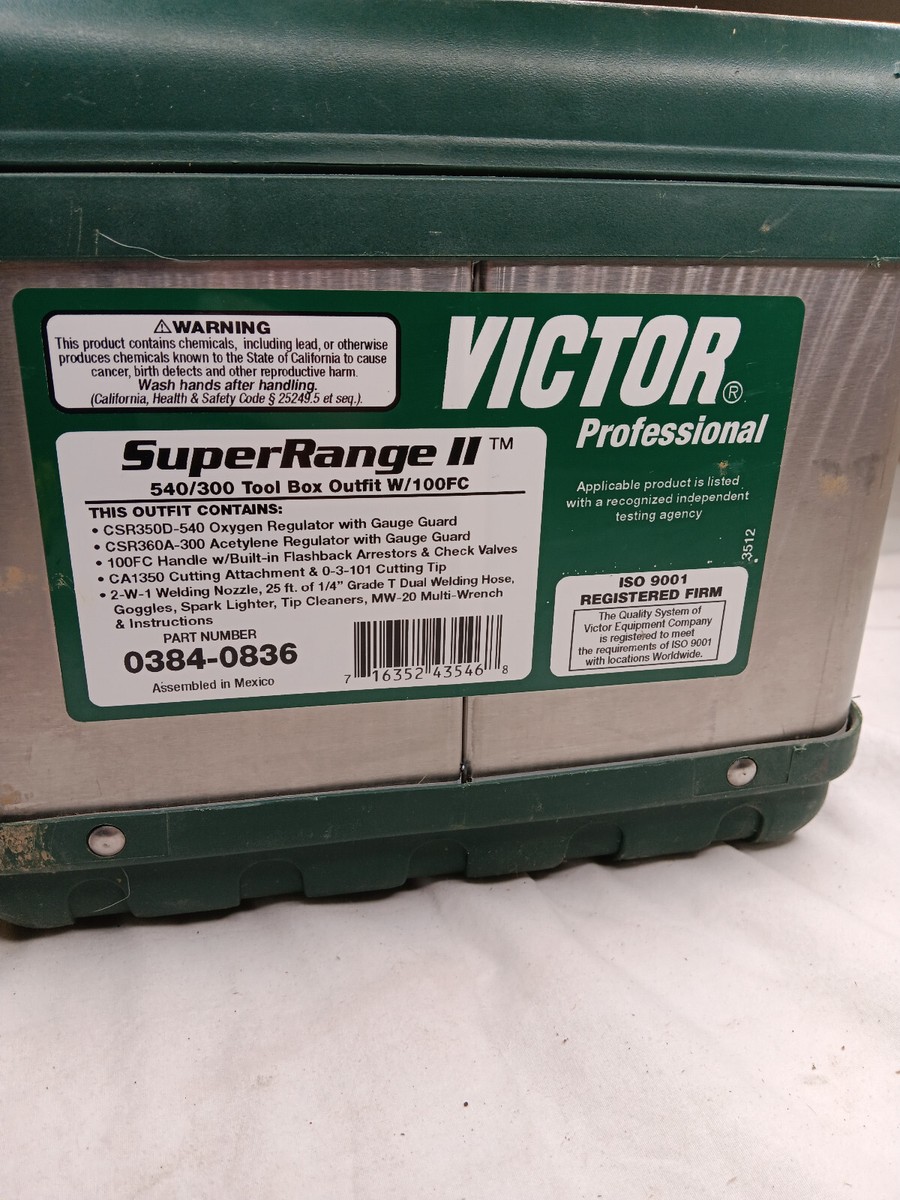 ⚠WARNING
This product contains chemicals, including lead, or otherwise
produces chemicals known to the State of California to cause
cancer, birth defects and other reproductive harm.
Wash hands after handling.
(California, Health & Safety Code § 25249.5 et seq.).
VICTOR®
Professional
SuperRange II ™
540/300 Tool Box Outfit W/100FC
THIS OUTFIT CONTAINS:
• CSR350D-540 Oxygen Regulator with Gauge Guard
• CSR360A-300 Acetylene Regulator with Gauge Guard
• 100FC Handle w/Built-in Flashback Arrestors & Check Valves
• CA1350 Cutting Attachment & 0-3-101 Cutting Tip
• 2-W-1 Welding Nozzle, 25 ft. of 1/4" Grade T Dual Welding Hose,
Goggles, Spark Lighter, Tip Cleaners, MW-20 Multi-Wrench
& Instructions
PART NUMBER
0384-0836
Assembled in Mexico
7 16352 43546 8
Applicable product is listed
with a recognized independent
testing agency
3512
ISO 9001
REGISTERED FIRM
The Quality System of
Victor Equipment Company
is registered to meet
the requirements of ISO 9001
with locations Worldwide.